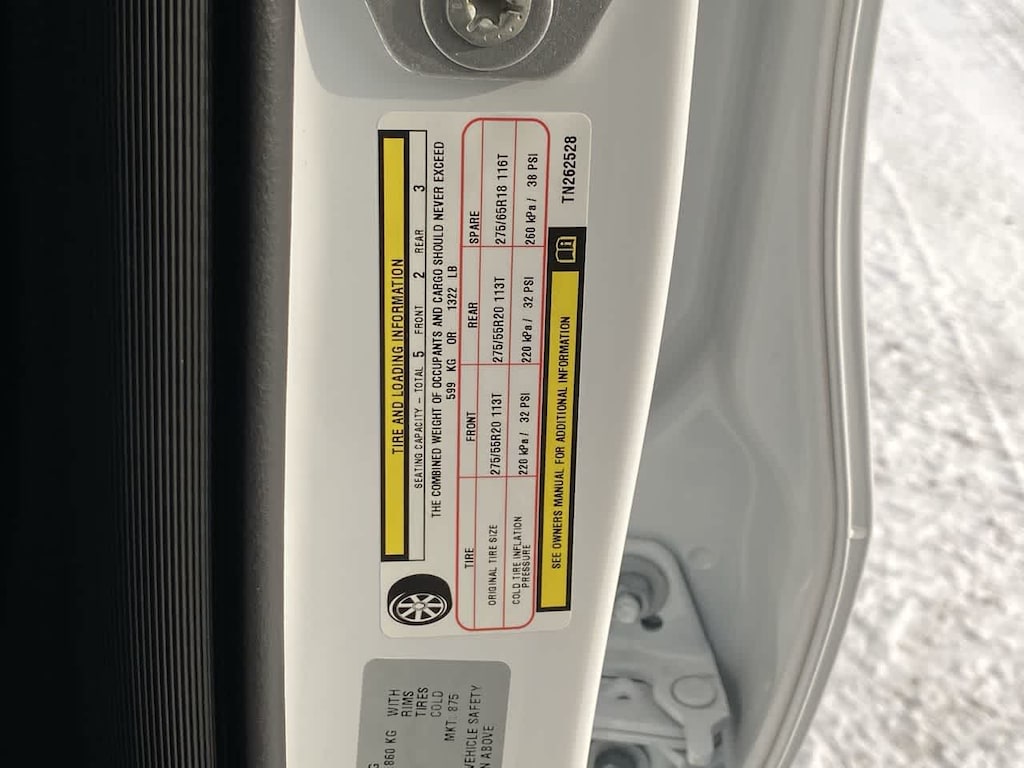 TIRE AND LOADING INFORMATION
SEATING CAPACITY – TOTAL 5 FRONT 2 REAR 3
THE COMBINED WEIGHT OF OCCUPANTS AND CARGO SHOULD NEVER EXCEED
599 KG OR 1322 LB
TIRE FRONT REAR SPARE
ORIGINAL TIRE SIZE 275/55R20 113T 275/55R20 113T 275/65R18 116T
COLD TIRE INFLATION
PRESSURE 220 kPa / 32 PSI 220 kPa / 32 PSI 260 kPa / 38 PSI
SEE OWNERS MANUAL FOR ADDITIONAL INFORMATION
TN262528
860 KG WITH
RIMS
TIRES
COLD
MKT: 875
VEHICLE SAFETY
ABOVE